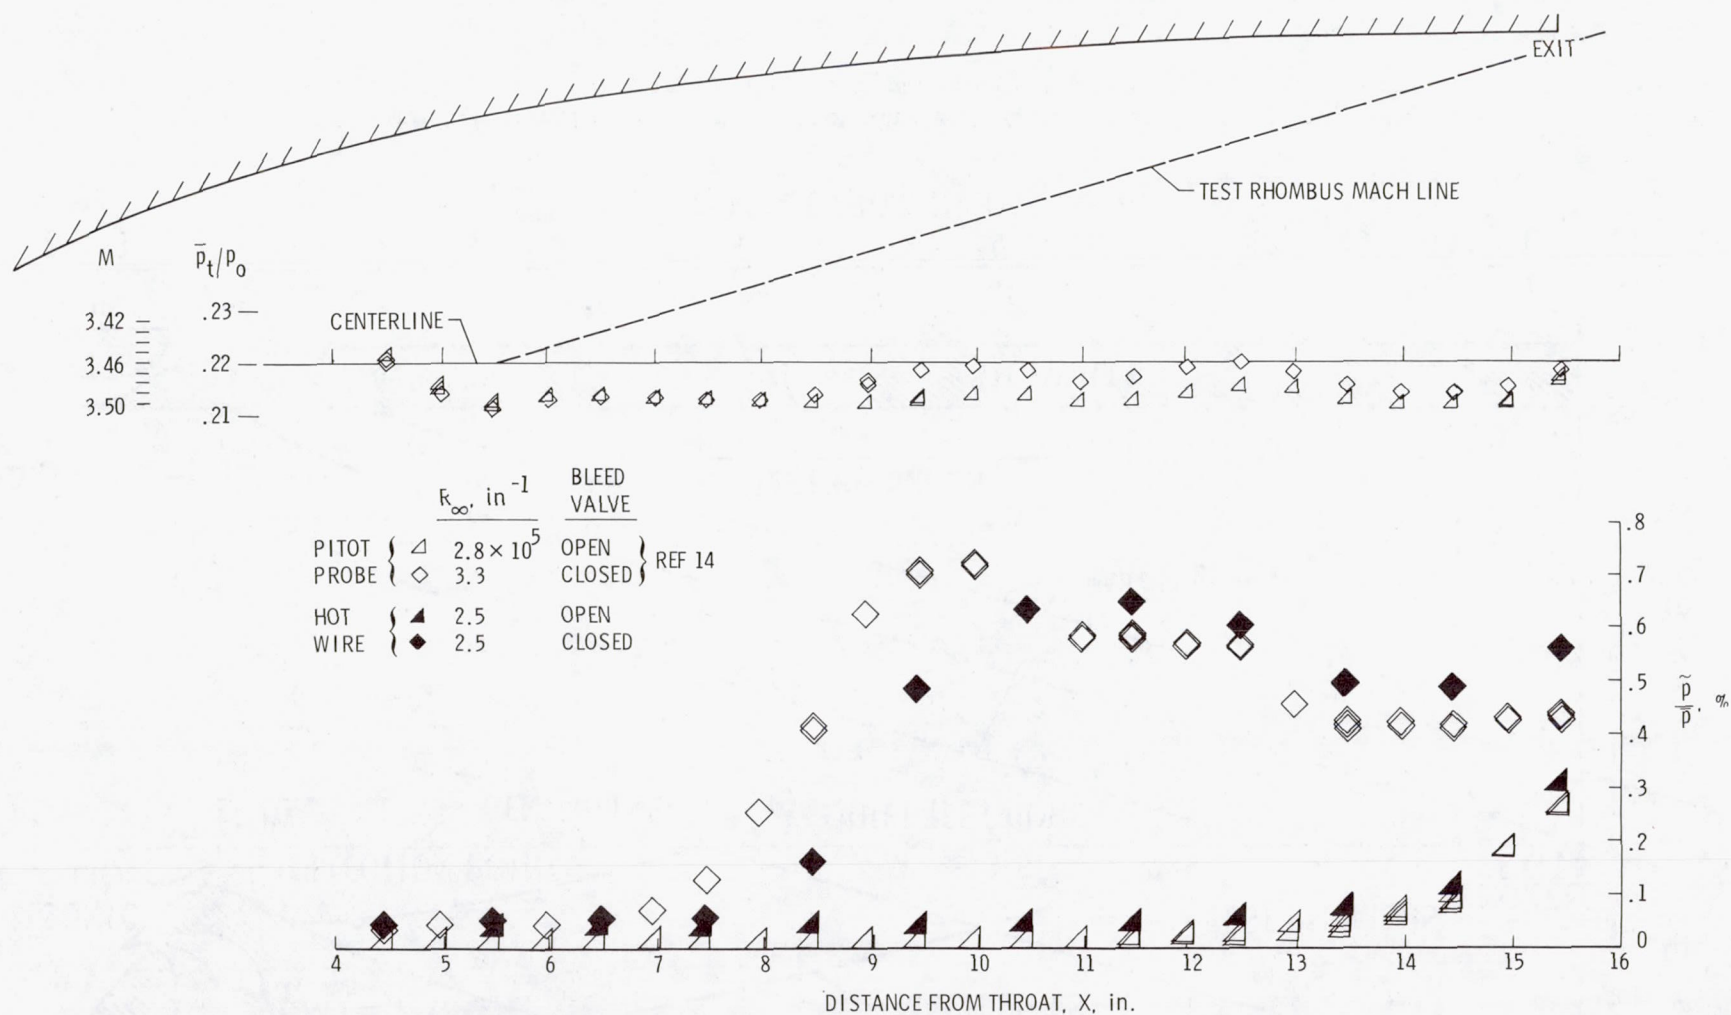 EXIT
TEST RHOMBUS MACH LINE
M
p̄t/po
.23
3.42
CENTERLINE
3.46
.22
3.50
.21
R∞, in⁻¹
BLEED
VALVE
PITOT
PROBE
2.8 × 10⁵ OPEN
3.3 CLOSED
REF 14
HOT
WIRE
2.5 OPEN
2.5 CLOSED
.8
.7
.6
.5
p̃/p̄, %
.4
.3
.2
.1
0
4 5 6 7 8 9 10 11 12 13 14 15 16
DISTANCE FROM THROAT, X, in.